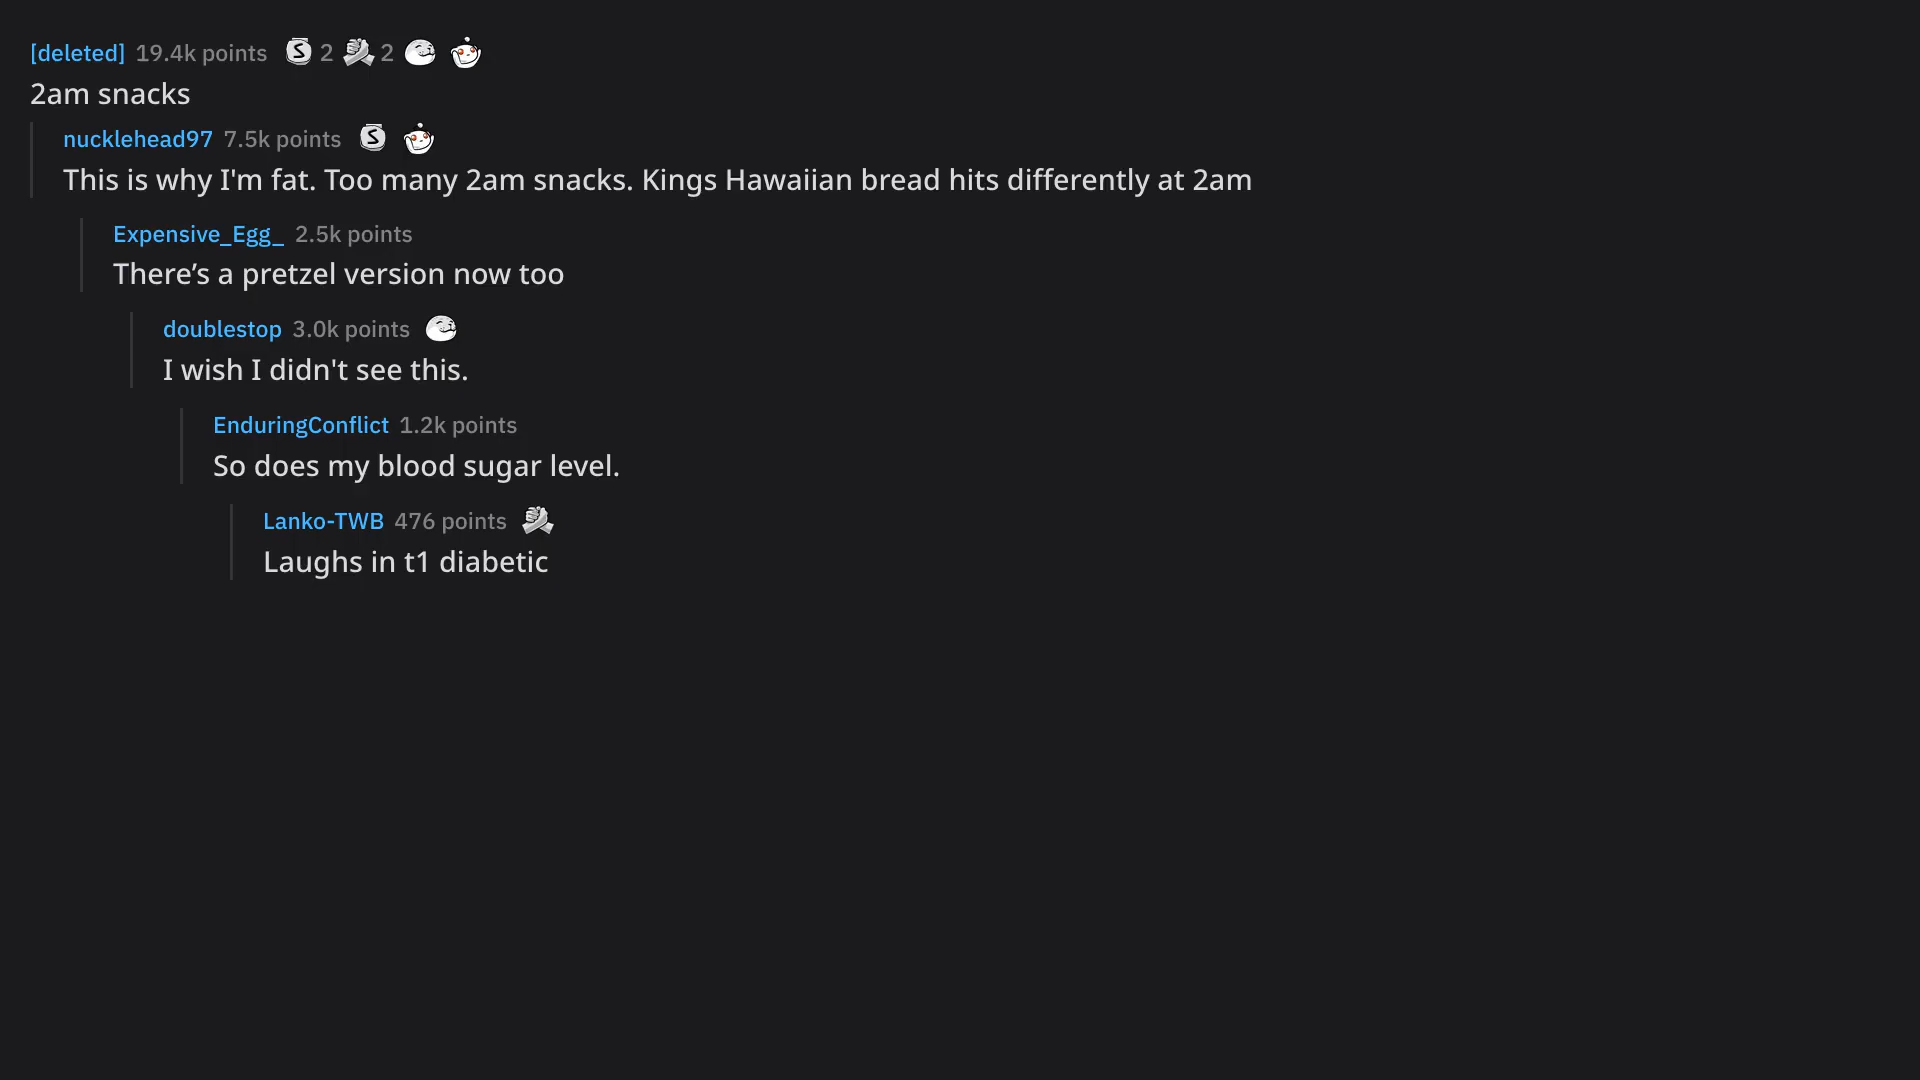 [deleted] 19.4k points 2 2
2am snacks
nucklehead97 7.5k points
This is why I'm fat. Too many 2am snacks. Kings Hawaiian bread hits differently at 2am
Expensive_Egg_ 2.5k points
There’s a pretzel version now too
doublestop 3.0k points
I wish I didn't see this.
EnduringConflict 1.2k points
So does my blood sugar level.
Lanko-TWB 476 points
Laughs in t1 diabetic